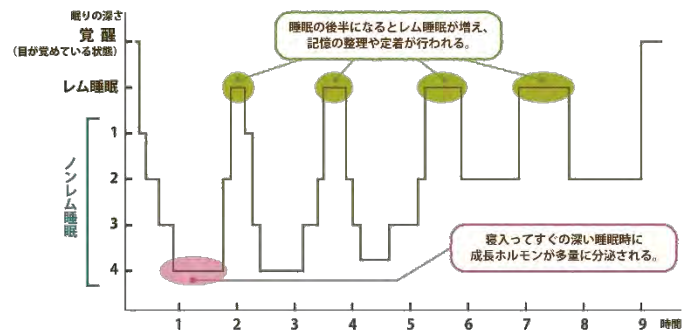 眠りの深さ
覚醒
（目が覚めている状態）
レム睡眠
ノンレム睡眠
1
2
3
4
睡眠の後半になるとレム睡眠が増え、
記憶の整理や定着が行われる。
寝入ってすぐの深い睡眠時に
成長ホルモンが多量に分泌される。
1 2 3 4 5 6 7 8 9 時間